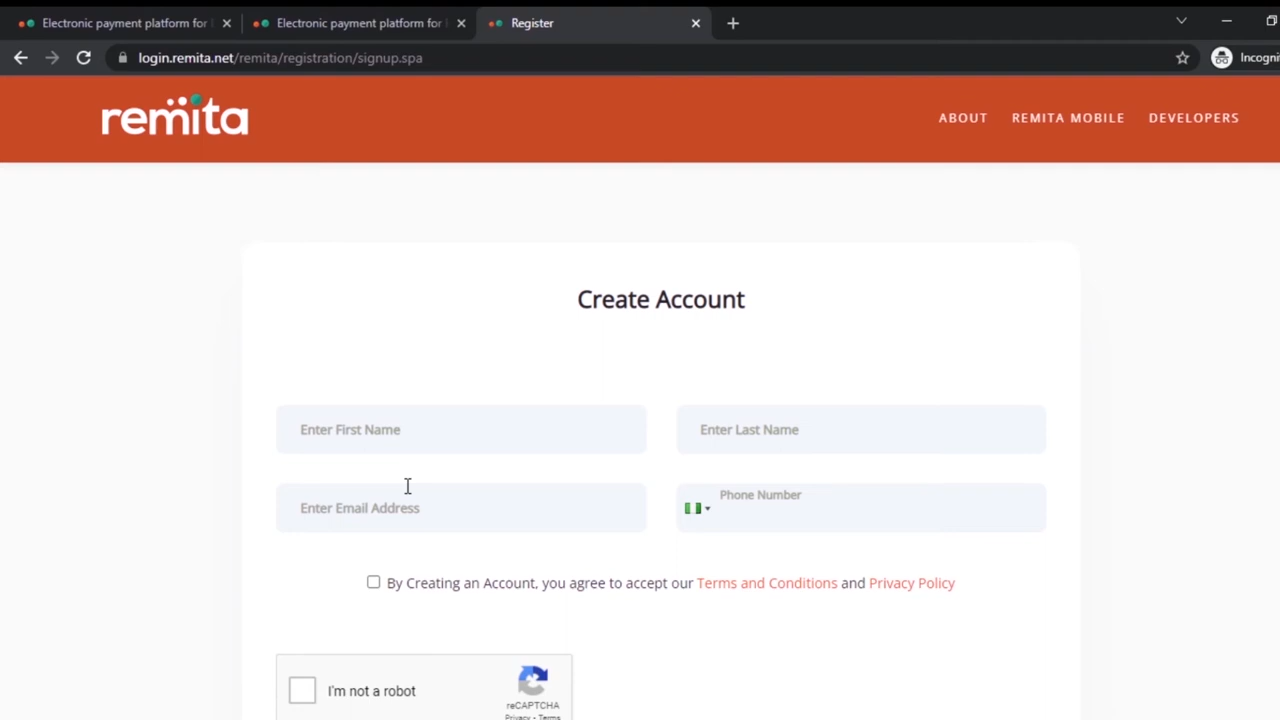 Electronic payment platform for
Electronic payment platform for
Register
login.remita.net/remita/registration/signup.spa
Incogni
remita
ABOUT
REMITA MOBILE
DEVELOPERS
Create Account
Enter First Name
Enter Last Name
Enter Email Address
Phone Number
By Creating an Account, you agree to accept our Terms and Conditions and Privacy Policy
I'm not a robot
reCAPTCHA
Privacy - Terms